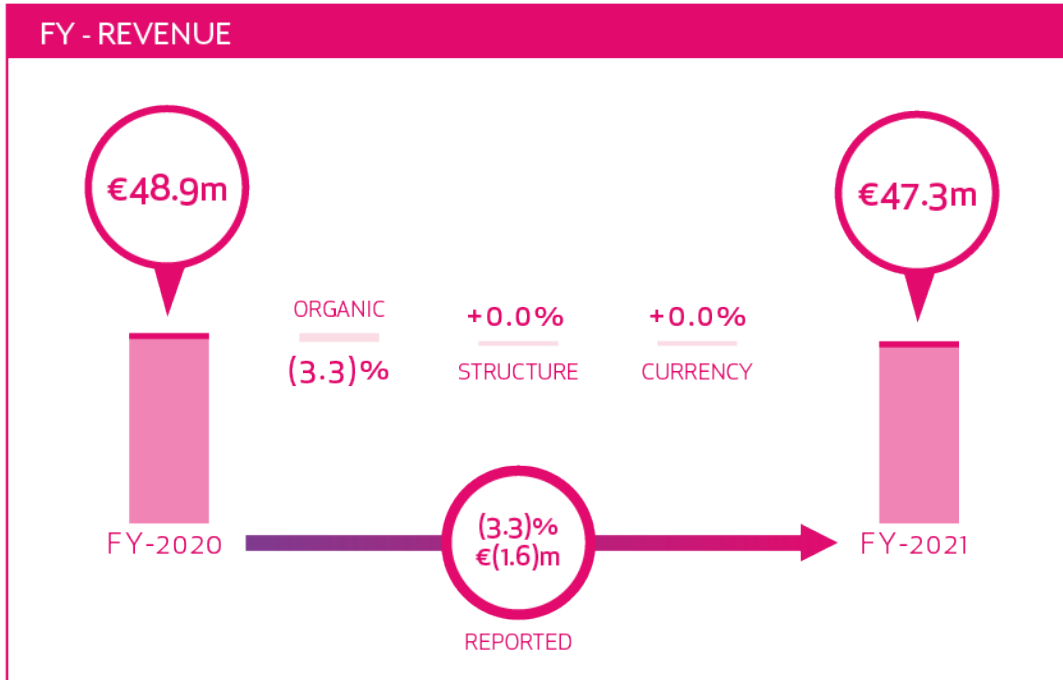 FY - REVENUE
€48.9m
€47.3m
ORGANIC
(3.3)%
+0.0%
STRUCTURE
+0.0%
CURRENCY
FY-2020
(3.3)%
€(1.6)m
REPORTED
FY-2021